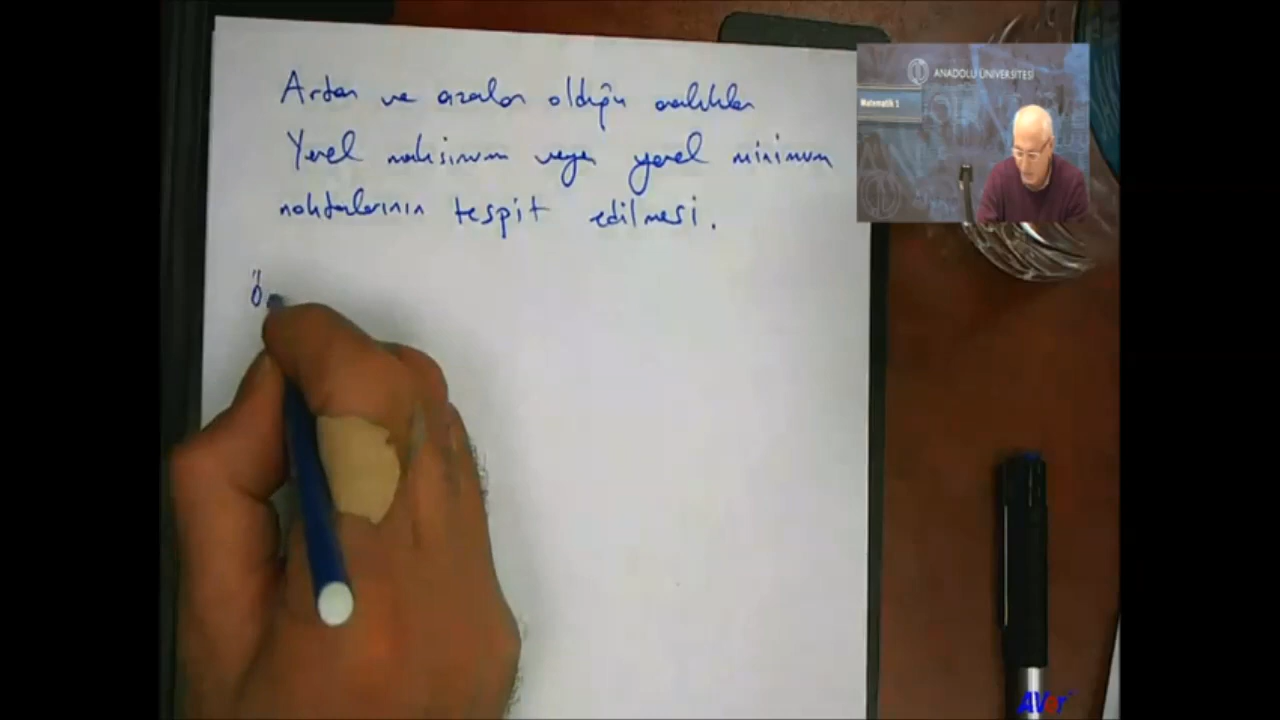 Artan ve azalan olduğu aralıklar
Yerel maksimum veya yerel minimum
noktalarının tespit edilmesi.
Ö
ANADOLU ÜNİVERSİTESİ
Matematik 1
AVer